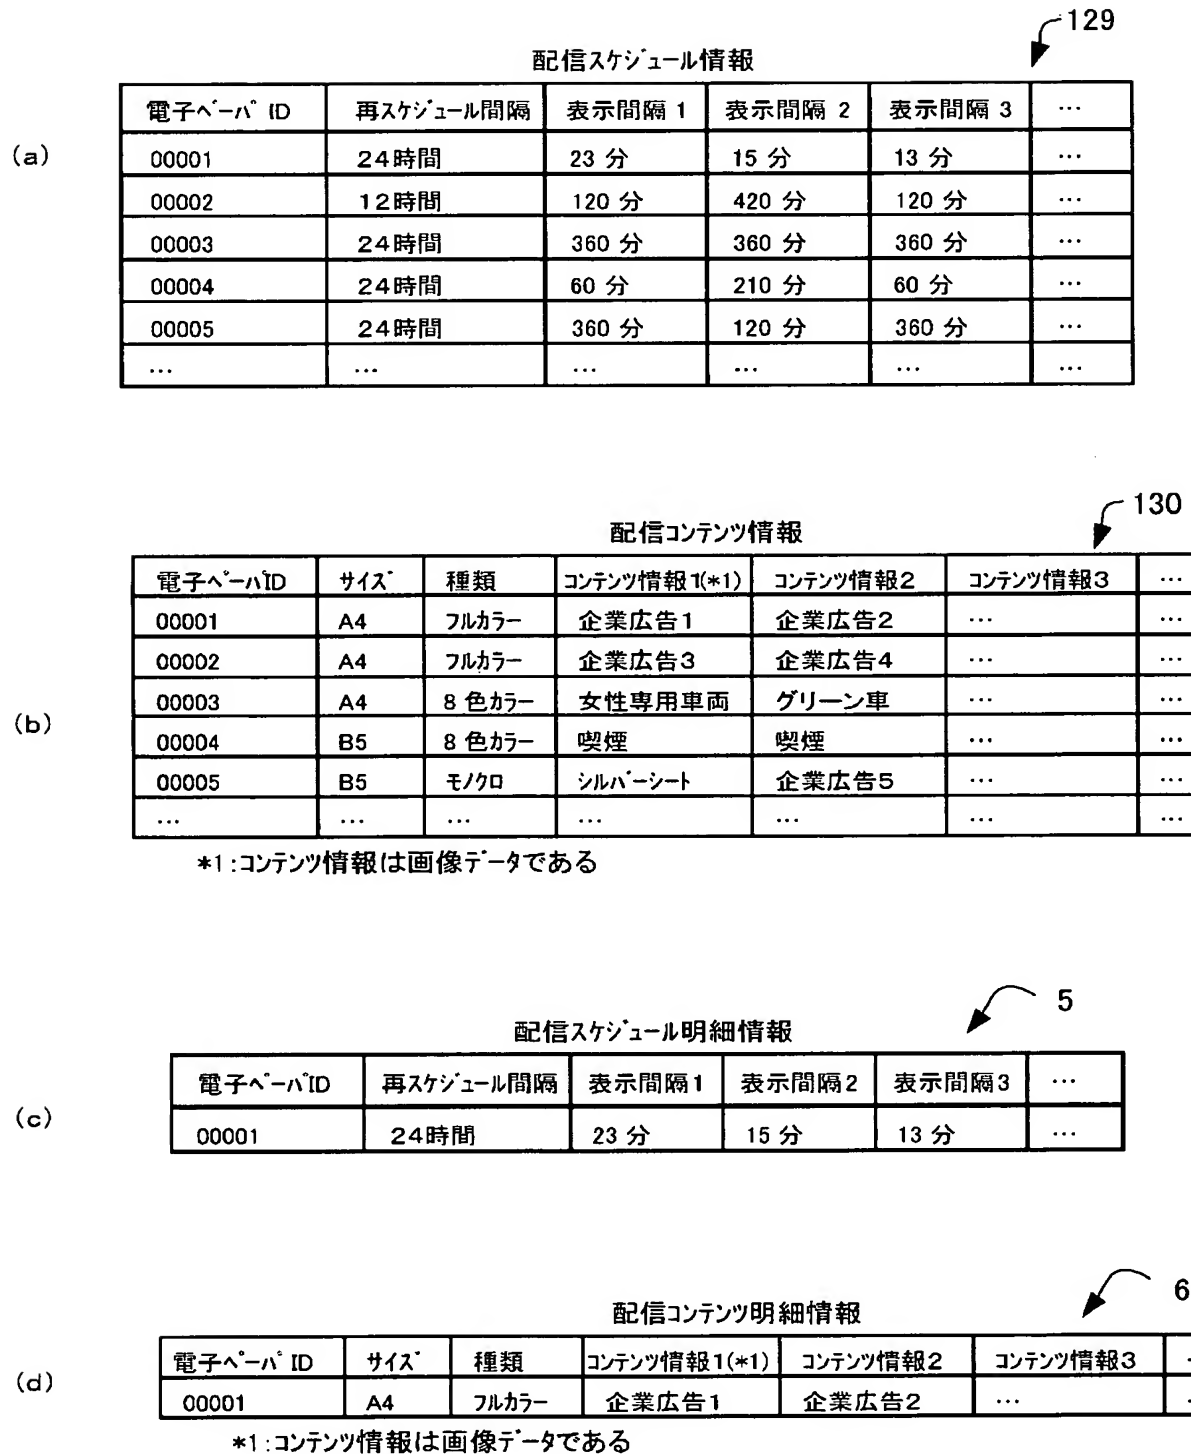 129
配信スケジュール情報
(a)
電子ペーパ ID 再スケジュール間隔 表示間隔 1 表示間隔 2 表示間隔 3 …
00001 24時間 23 分 15 分 13 分 …
00002 12時間 120 分 420 分 120 分 …
00003 24時間 360 分 360 分 360 分 …
00004 24時間 60 分 210 分 60 分 …
00005 24時間 360 分 120 分 360 分 …
… … … … … …
130
配信コンテンツ情報
(b)
電子ペーパID サイズ 種類 コンテンツ情報1(*1) コンテンツ情報2 コンテンツ情報3 …
00001 A4 フルカラー 企業広告1 企業広告2 … …
00002 A4 フルカラー 企業広告3 企業広告4 … …
00003 A4 8 色カラー 女性専用車両 グリーン車 … …
00004 B5 8 色カラー 喫煙 喫煙 … …
00005 B5 モノクロ シルバーシート 企業広告5 … …
… … … … … … …
*1:コンテンツ情報は画像データである
5
配信スケジュール明細情報
(c)
電子ペーパID 再スケジュール間隔 表示間隔1 表示間隔2 表示間隔3 …
00001 24時間 23 分 15 分 13 分 …
6
配信コンテンツ明細情報
(d)
電子ペーパ ID サイズ 種類 コンテンツ情報1(*1) コンテンツ情報2 コンテンツ情報3
00001 A4 フルカラー 企業広告1 企業広告2 …
*1:コンテンツ情報は画像データである